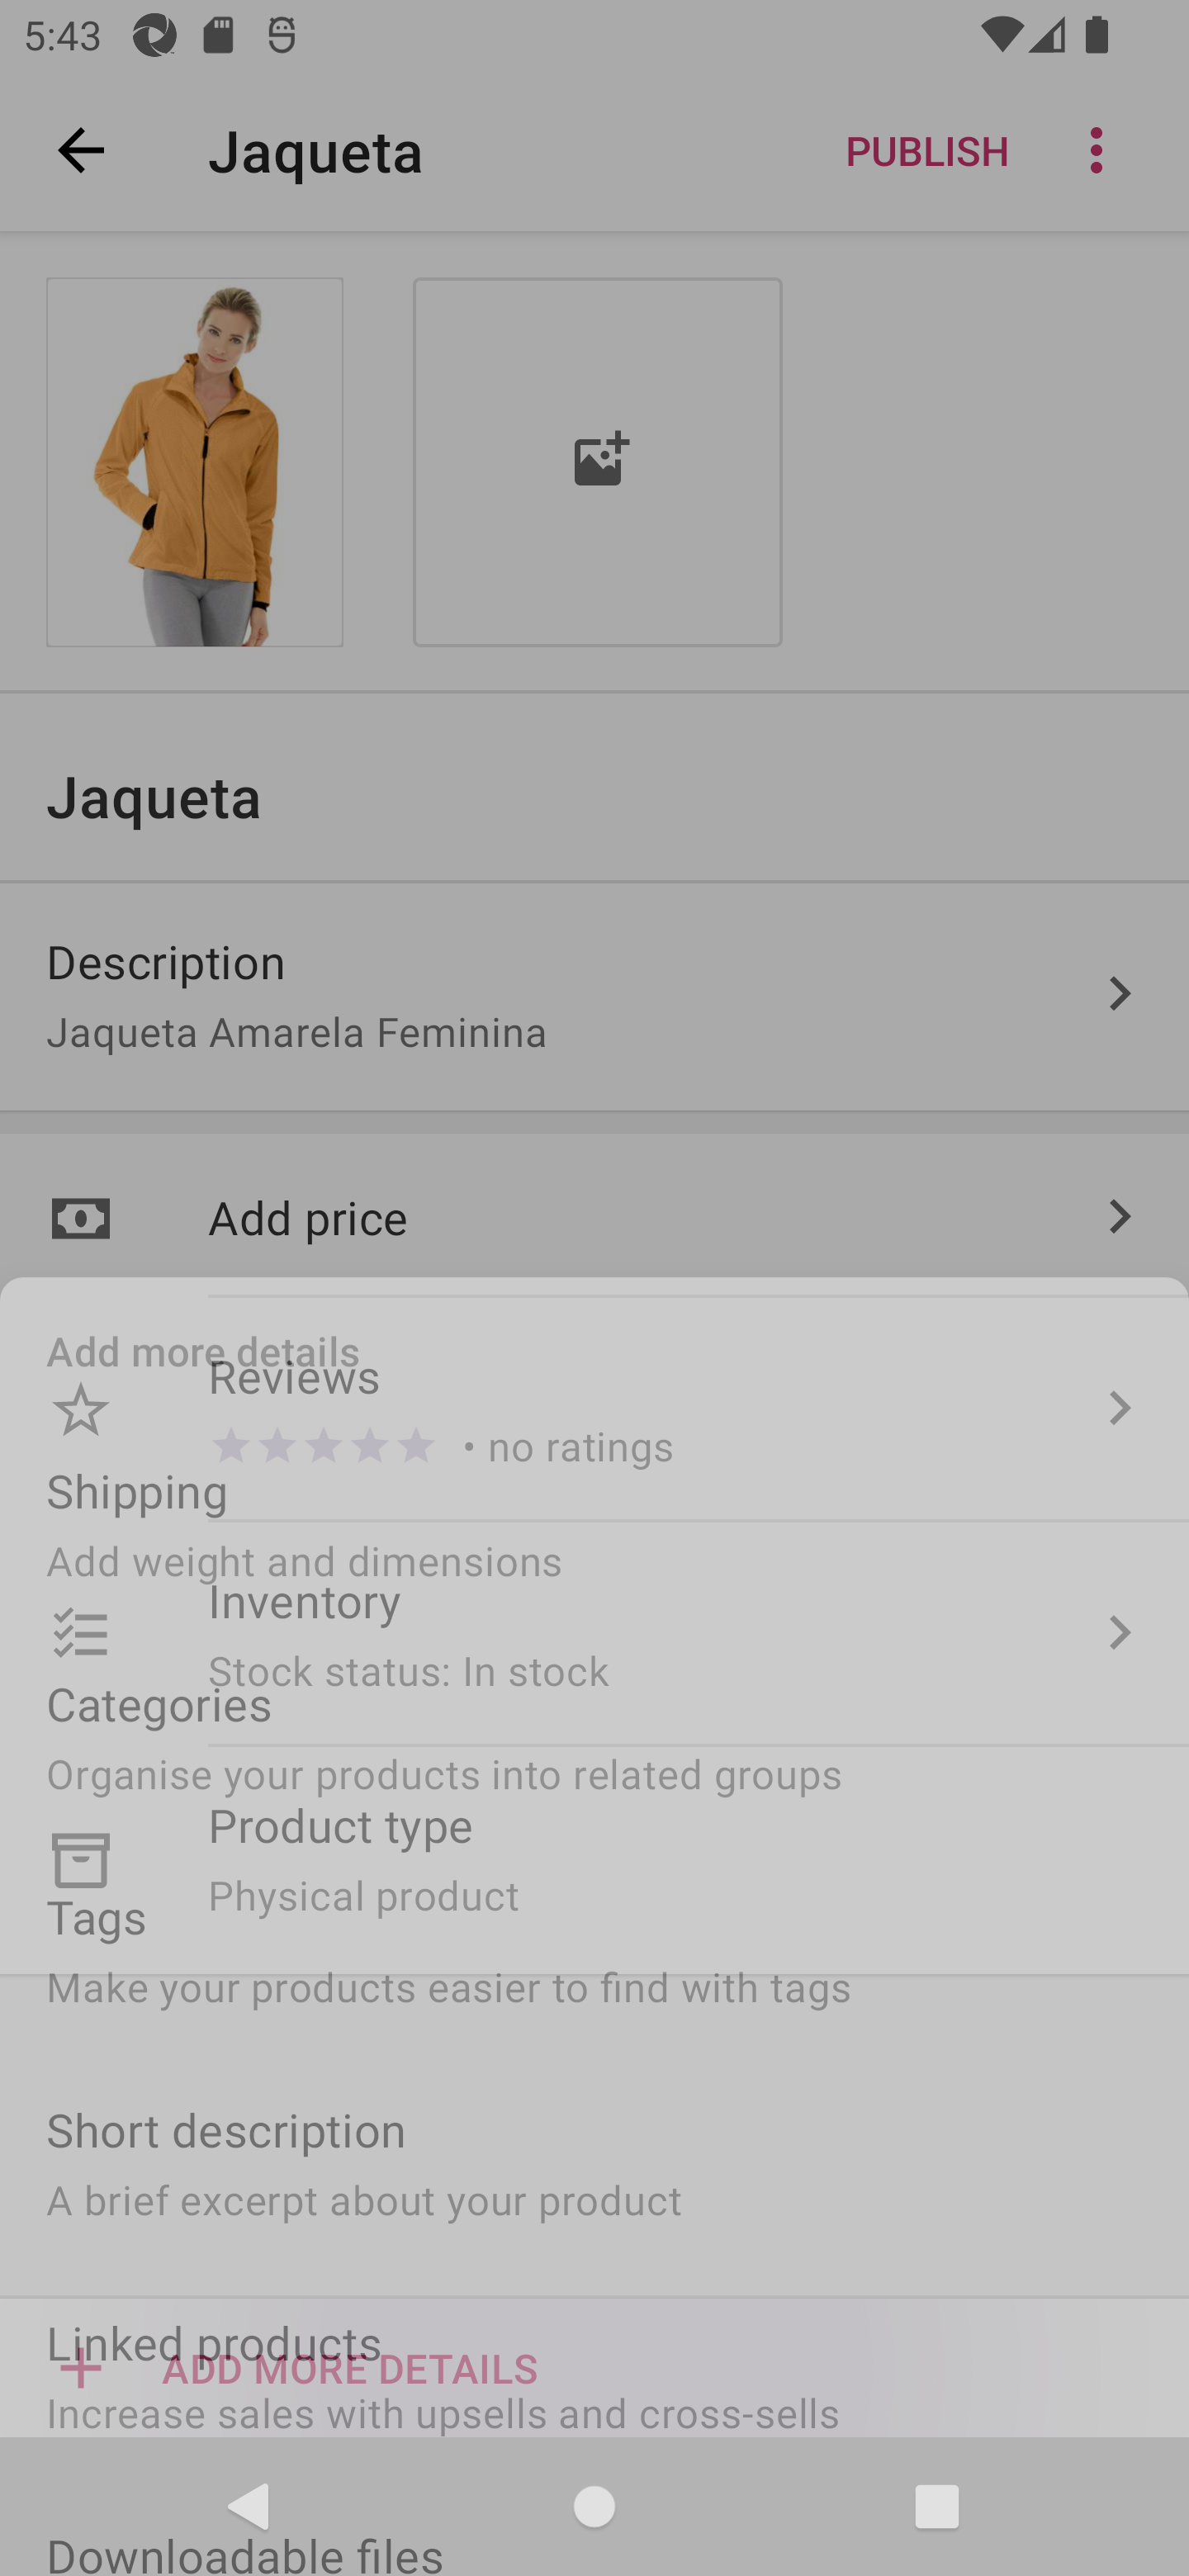 5:43
Jaqueta
PUBLISH
Jaqueta
Description
Jaqueta Amarela Feminina
Add price
Add more details
Reviews
• no ratings
Shipping
Add weight and dimensions
Inventory
Stock status: In stock
Categories
Organise your products into related groups
Product type
Physical product
Tags
Make your products easier to find with tags
Short description
A brief excerpt about your product
Linked products
ADD MORE DETAILS
Increase sales with upsells and cross-sells
Downloadable files